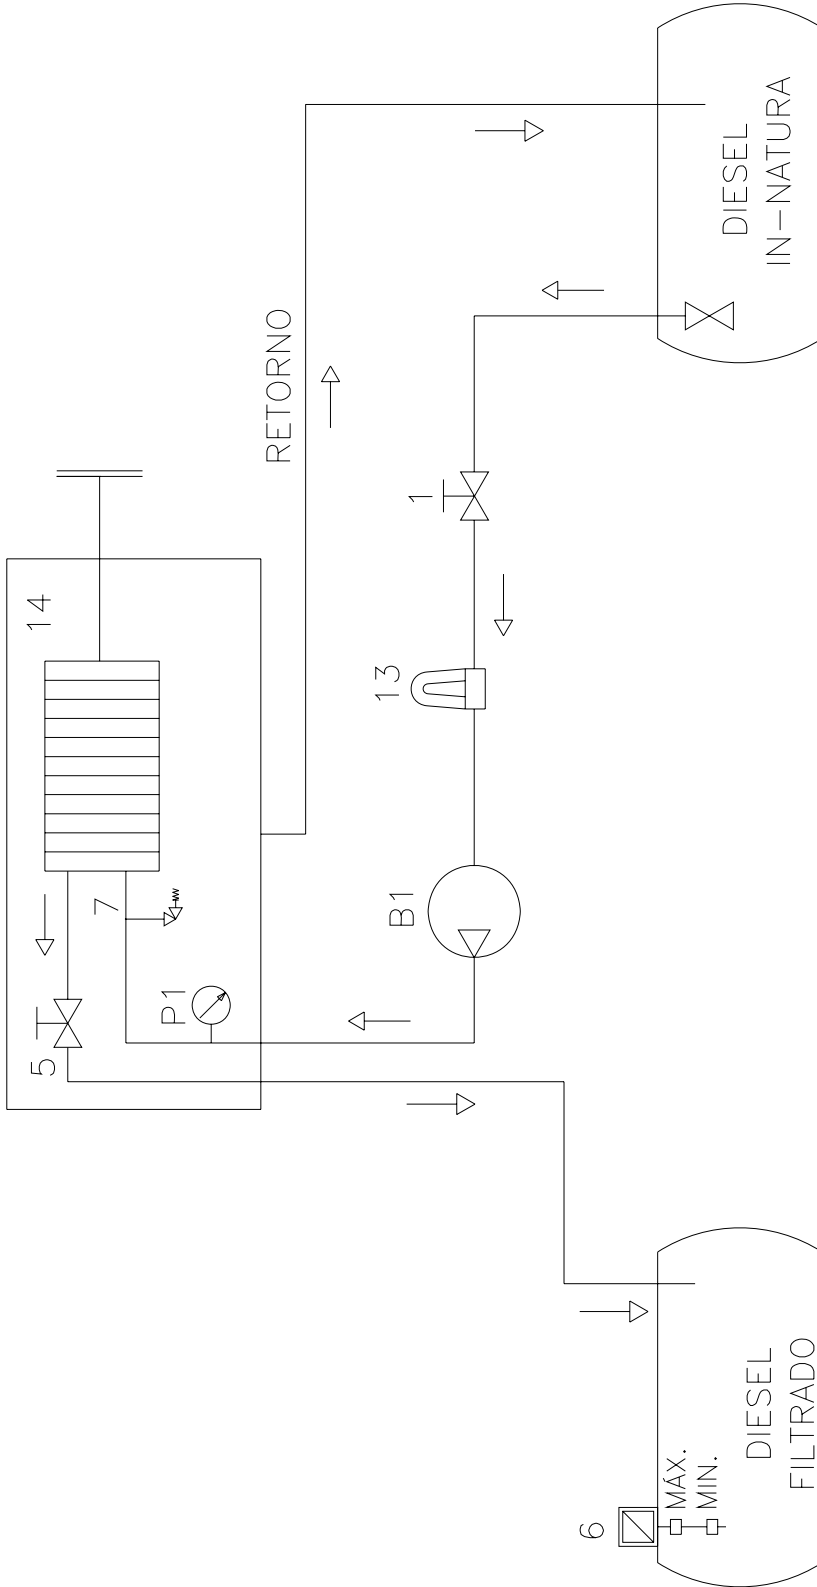 DIESEL
IN-NATURA
RETORNO
1
14
13
B1
7
P1
5
DIESEL
FILTRADO
MÁX.
MIN.
6